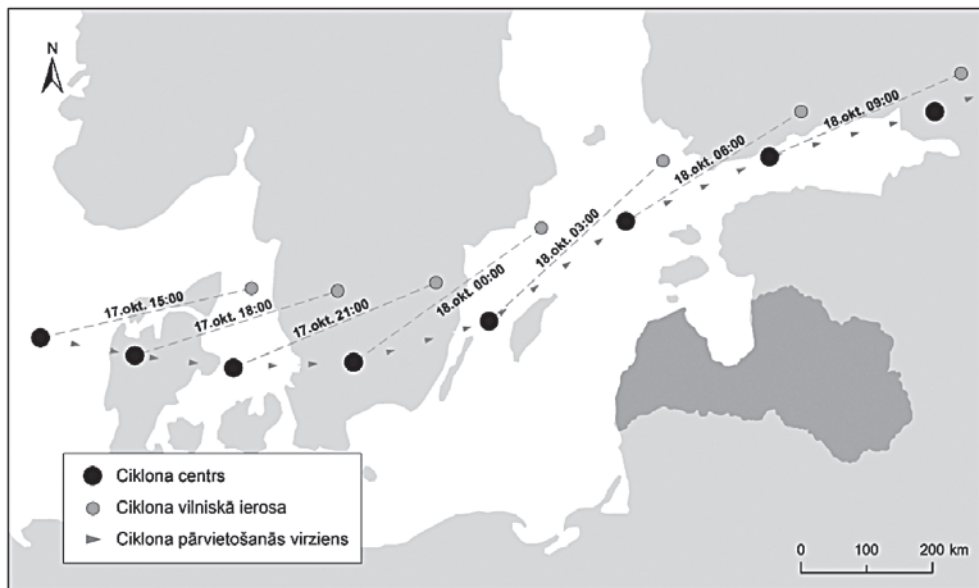 N
17.okt. 15:00
17.okt. 18:00
17.okt. 21:00
18.okt. 00:00
18.okt. 03:00
18.okt. 06:00
18.okt. 09:00
Ciklona centrs
Ciklona vilniskā ierosa
Ciklona pārvietošanās virziens
0 100 200 km